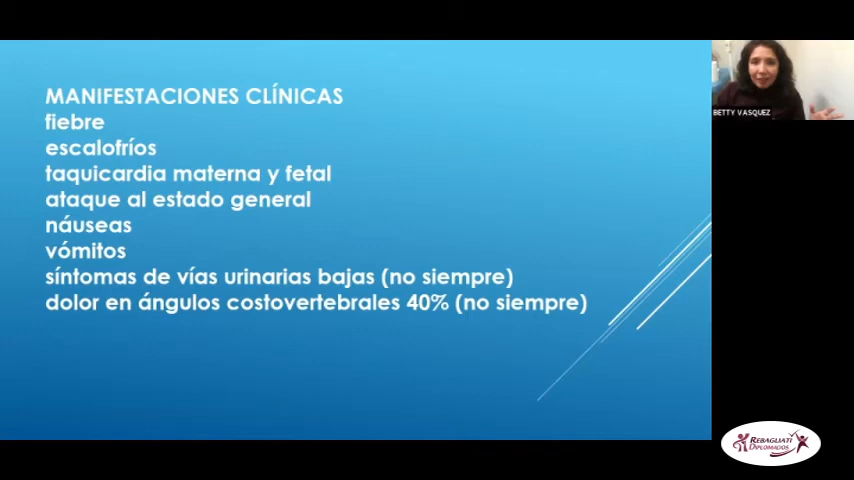 MANIFESTACIONES CLÍNICAS
fiebre
escalofríos
taquicardia materna y fetal
ataque al estado general
náuseas
vómitos
síntomas de vías urinarias bajas (no siempre)
dolor en ángulos costovertebrales 40% (no siempre)
BETTY VASQUEZ
REBAGLIATI
DIPLOMADOS